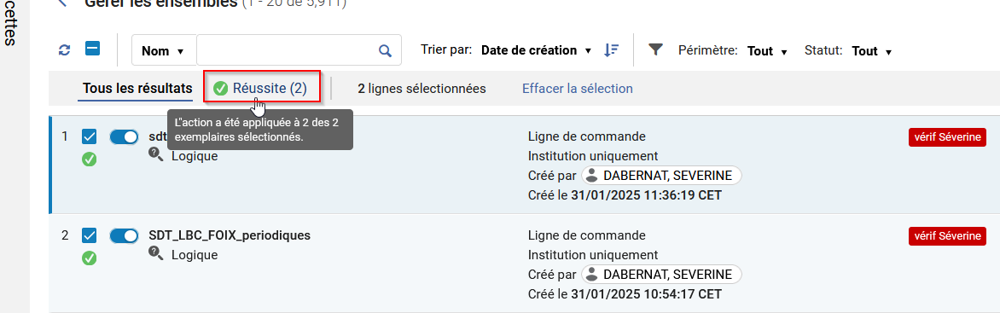 cettes
Gérer les ensembles (1 - 20 de 5,911)
Nom
Trier par: Date de création
Périmètre: Tout
Statut: Tout
Tous les résultats
Réussite (2)
2 lignes sélectionnées
Effacer la sélection
L''action a été appliquée à 2 des 2
exemplaires sélectionnés.
1
sdt_
Logique
Ligne de commande
Institution uniquement
Créé par DABERNAT, SEVERINE
Créé le 31/01/2025 11:36:19 CET
vérif Séverine
2
SDT_LBC_FOIX_periodiques
Logique
Ligne de commande
Institution uniquement
Créé par DABERNAT, SEVERINE
Créé le 31/01/2025 10:54:17 CET
vérif Séverine